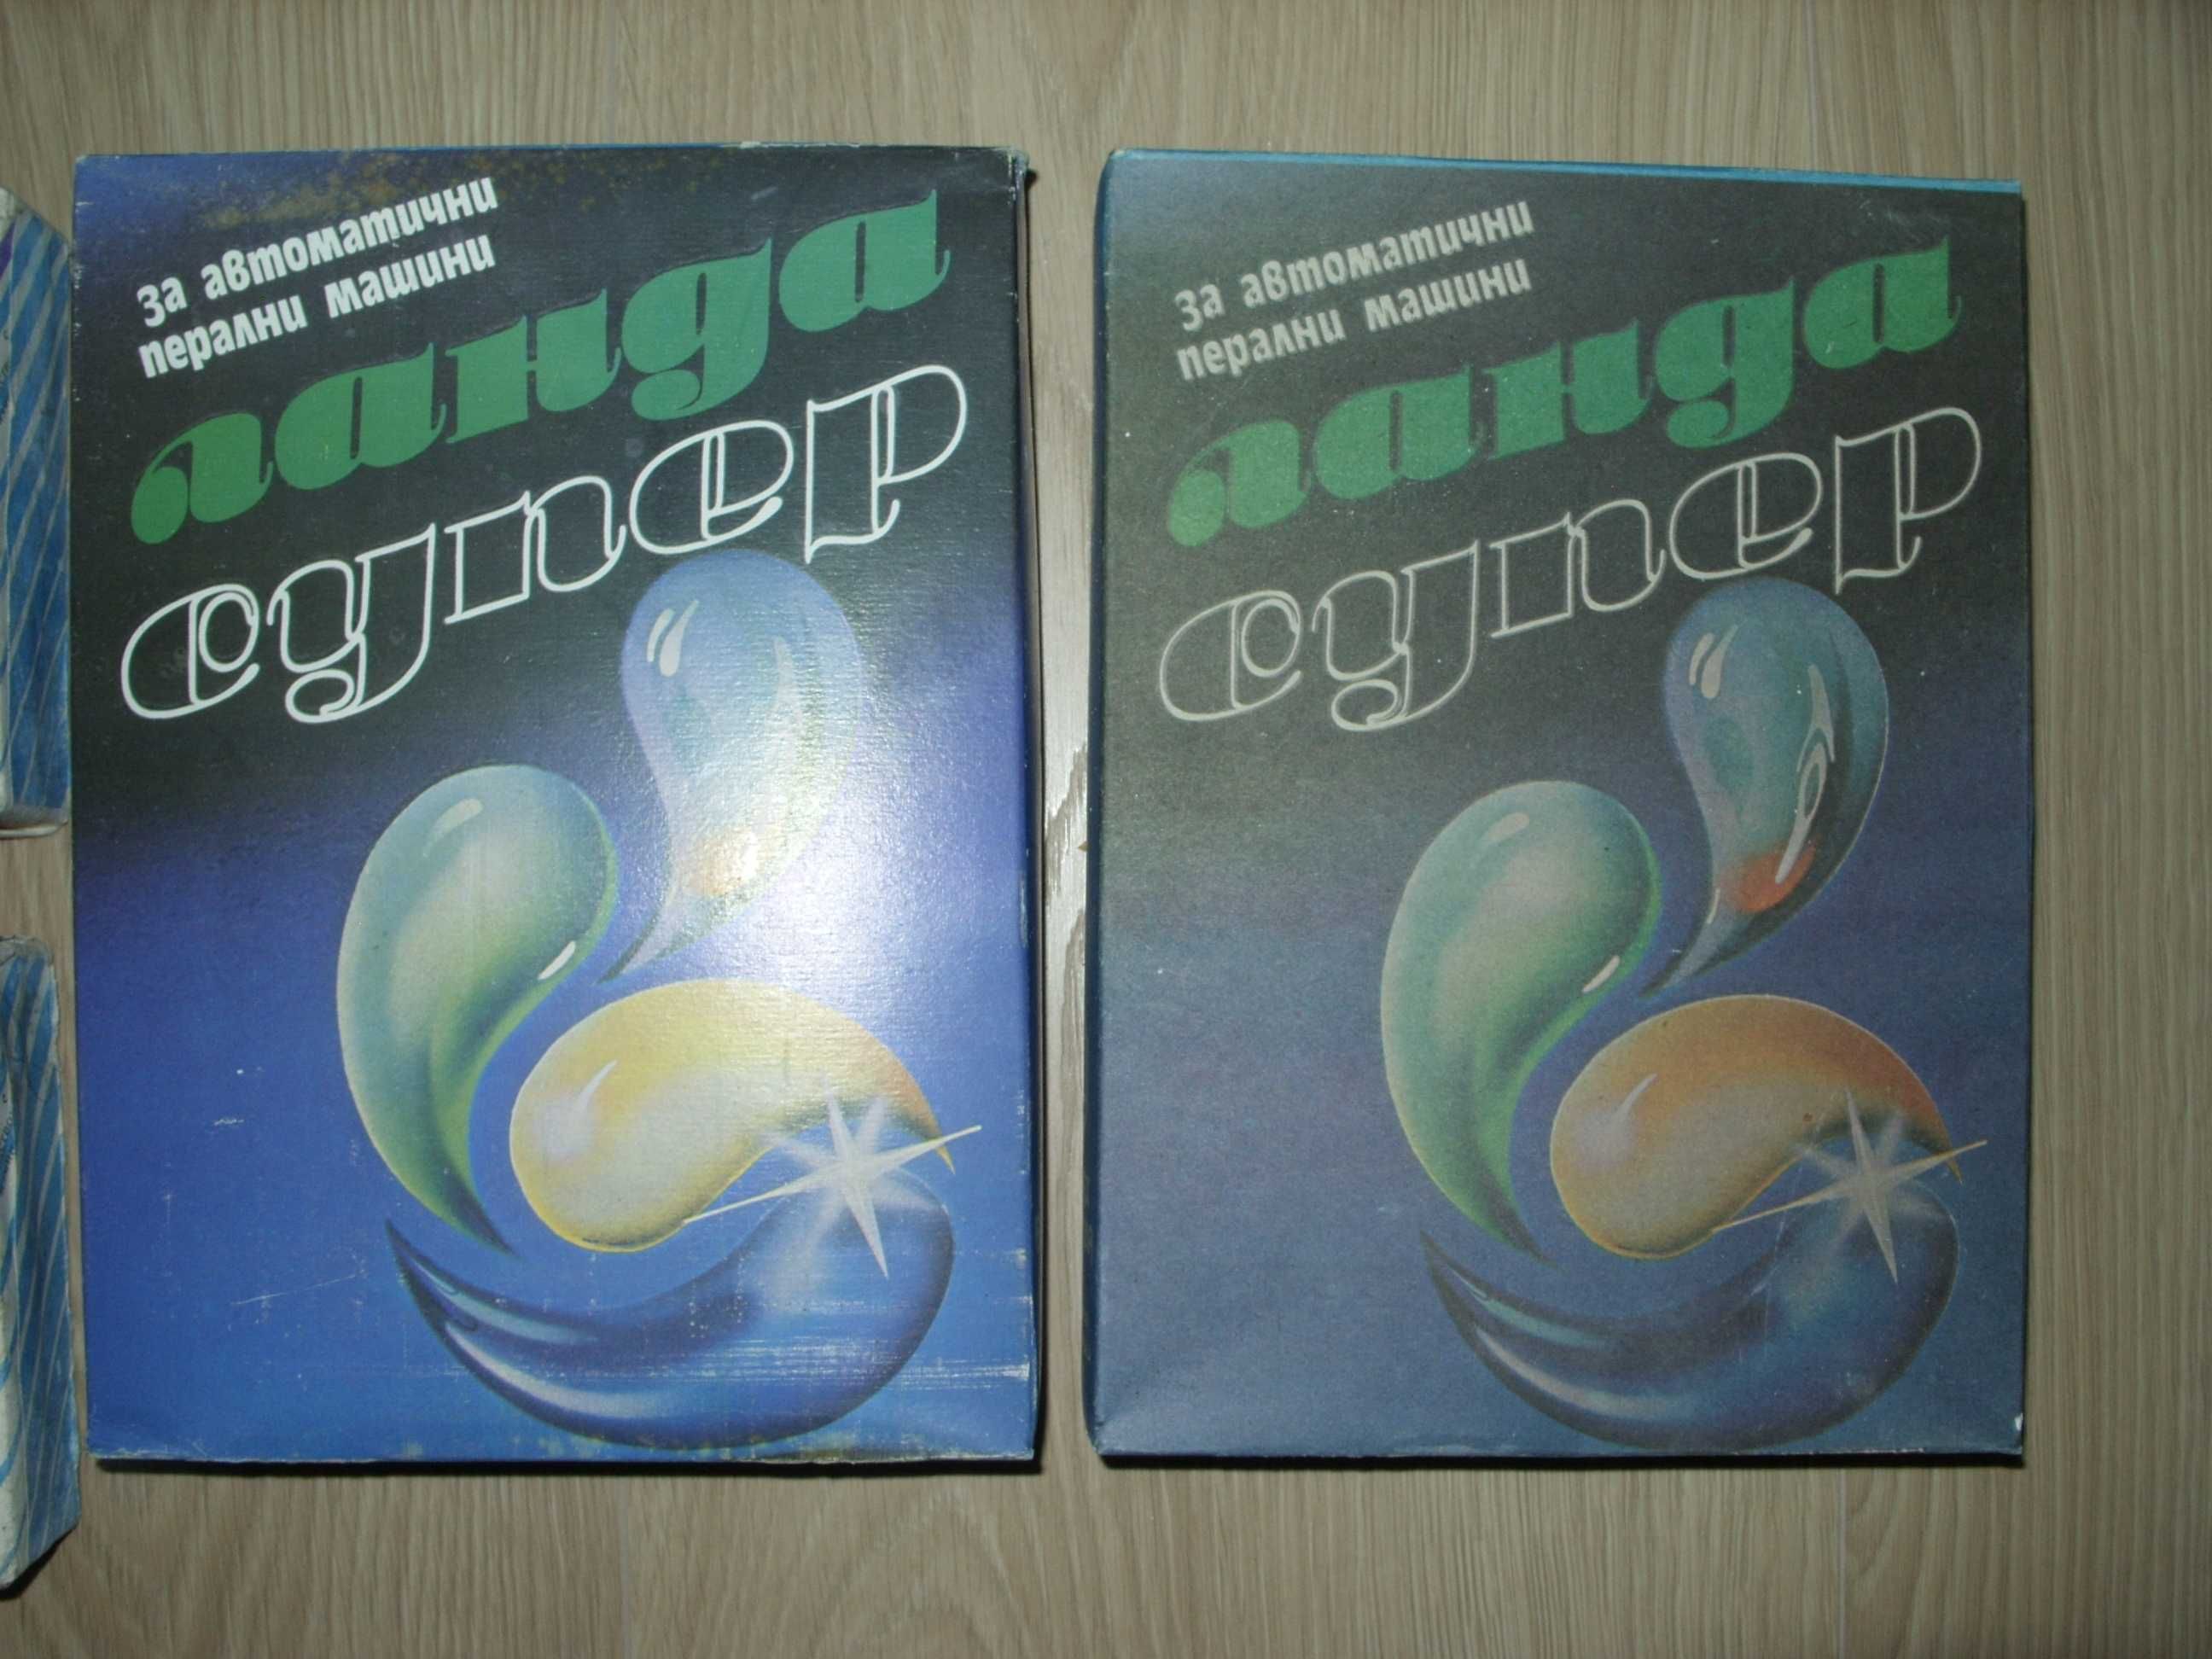 За автоматични
перални машини
ланда
супер
За автоматични
перални машини
ланда
супер